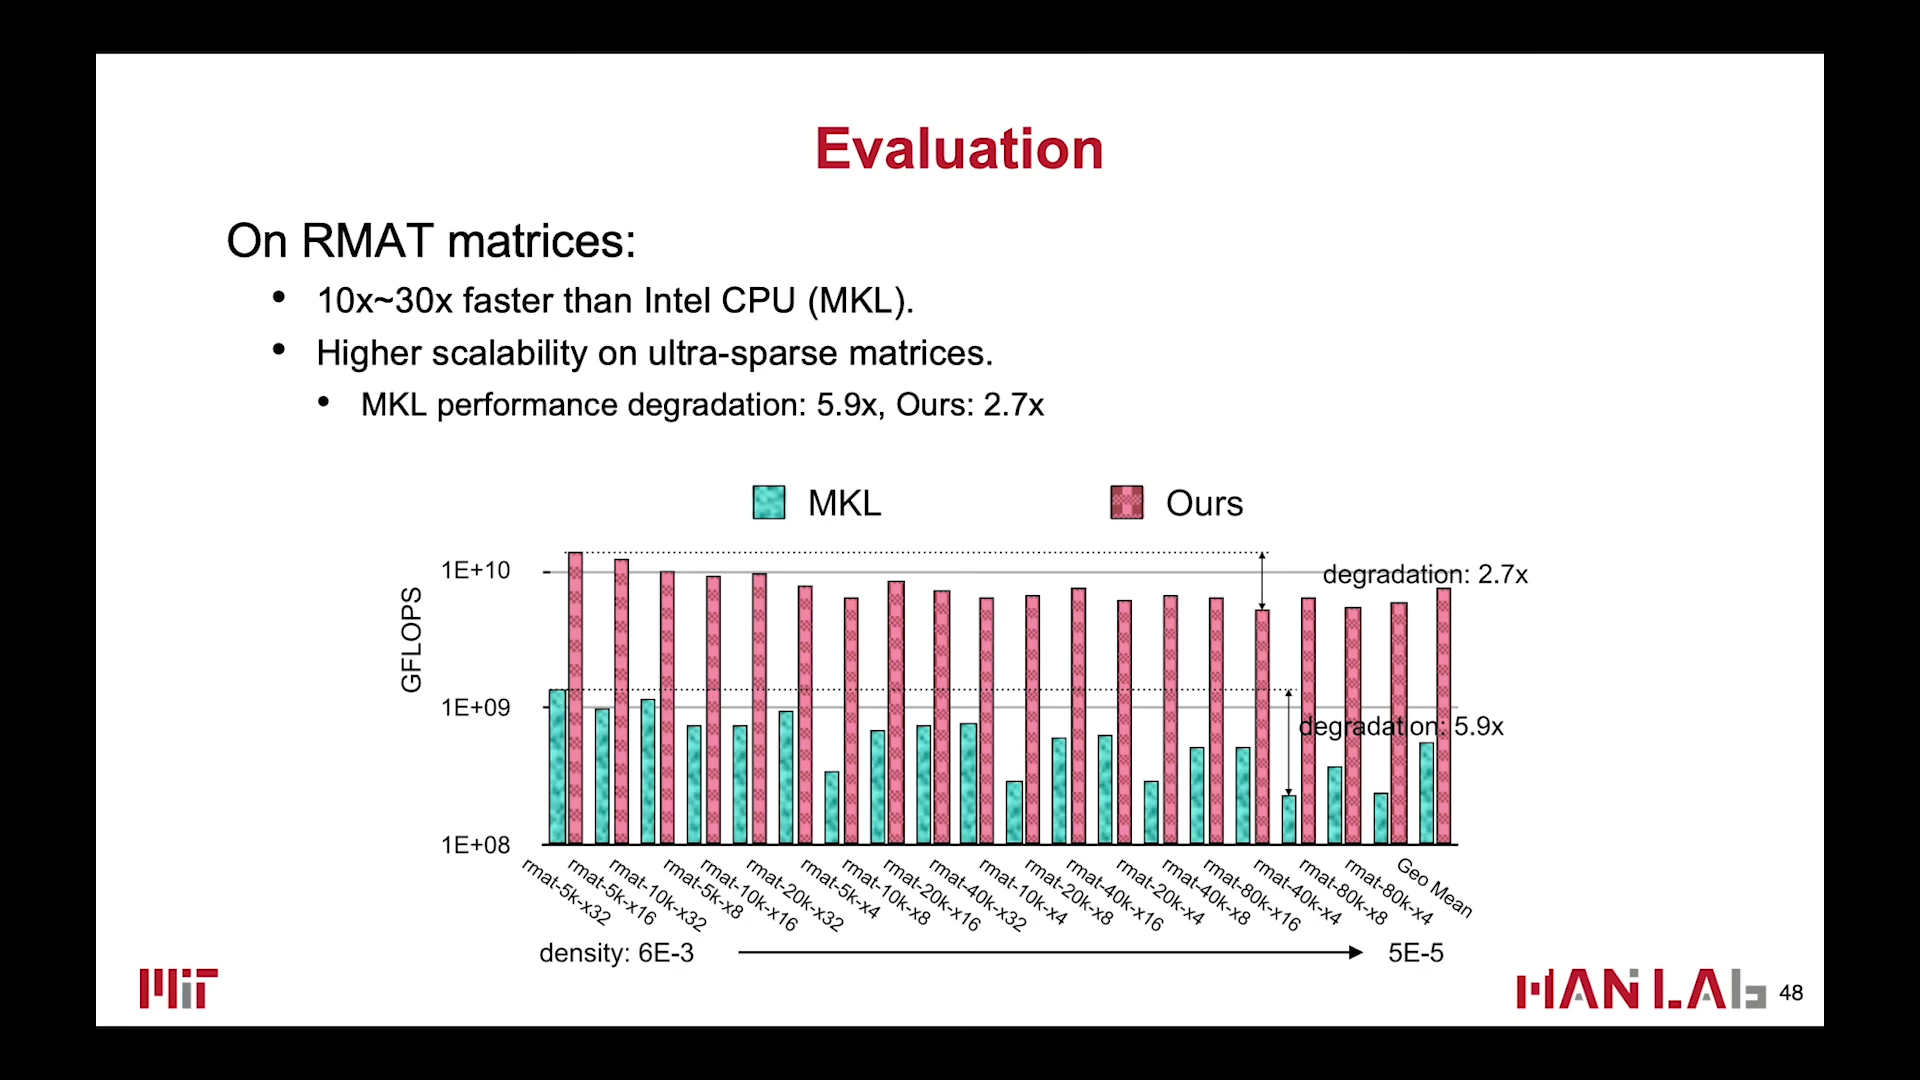 Evaluation
On RMAT matrices:
• 10x~30x faster than Intel CPU (MKL).
• Higher scalability on ultra-sparse matrices.
• MKL performance degradation: 5.9x, Ours: 2.7x
MKL
Ours
GFLOPS
1E+10
1E+09
1E+08
degradation: 2.7x
degradation: 5.9x
rmat-5k-x32
rmat-5k-x16
rmat-10k-x32
rmat-5k-x8
rmat-10k-x16
rmat-20k-x32
rmat-5k-x4
rmat-10k-x8
rmat-20k-x16
rmat-40k-x32
rmat-10k-x4
rmat-20k-x8
rmat-40k-x16
rmat-20k-x4
rmat-40k-x8
rmat-80k-x16
rmat-40k-x4
rmat-80k-x8
rmat-80k-x4
Geo Mean
density: 6E-3
5E-5
MIT
HAN LAb
48